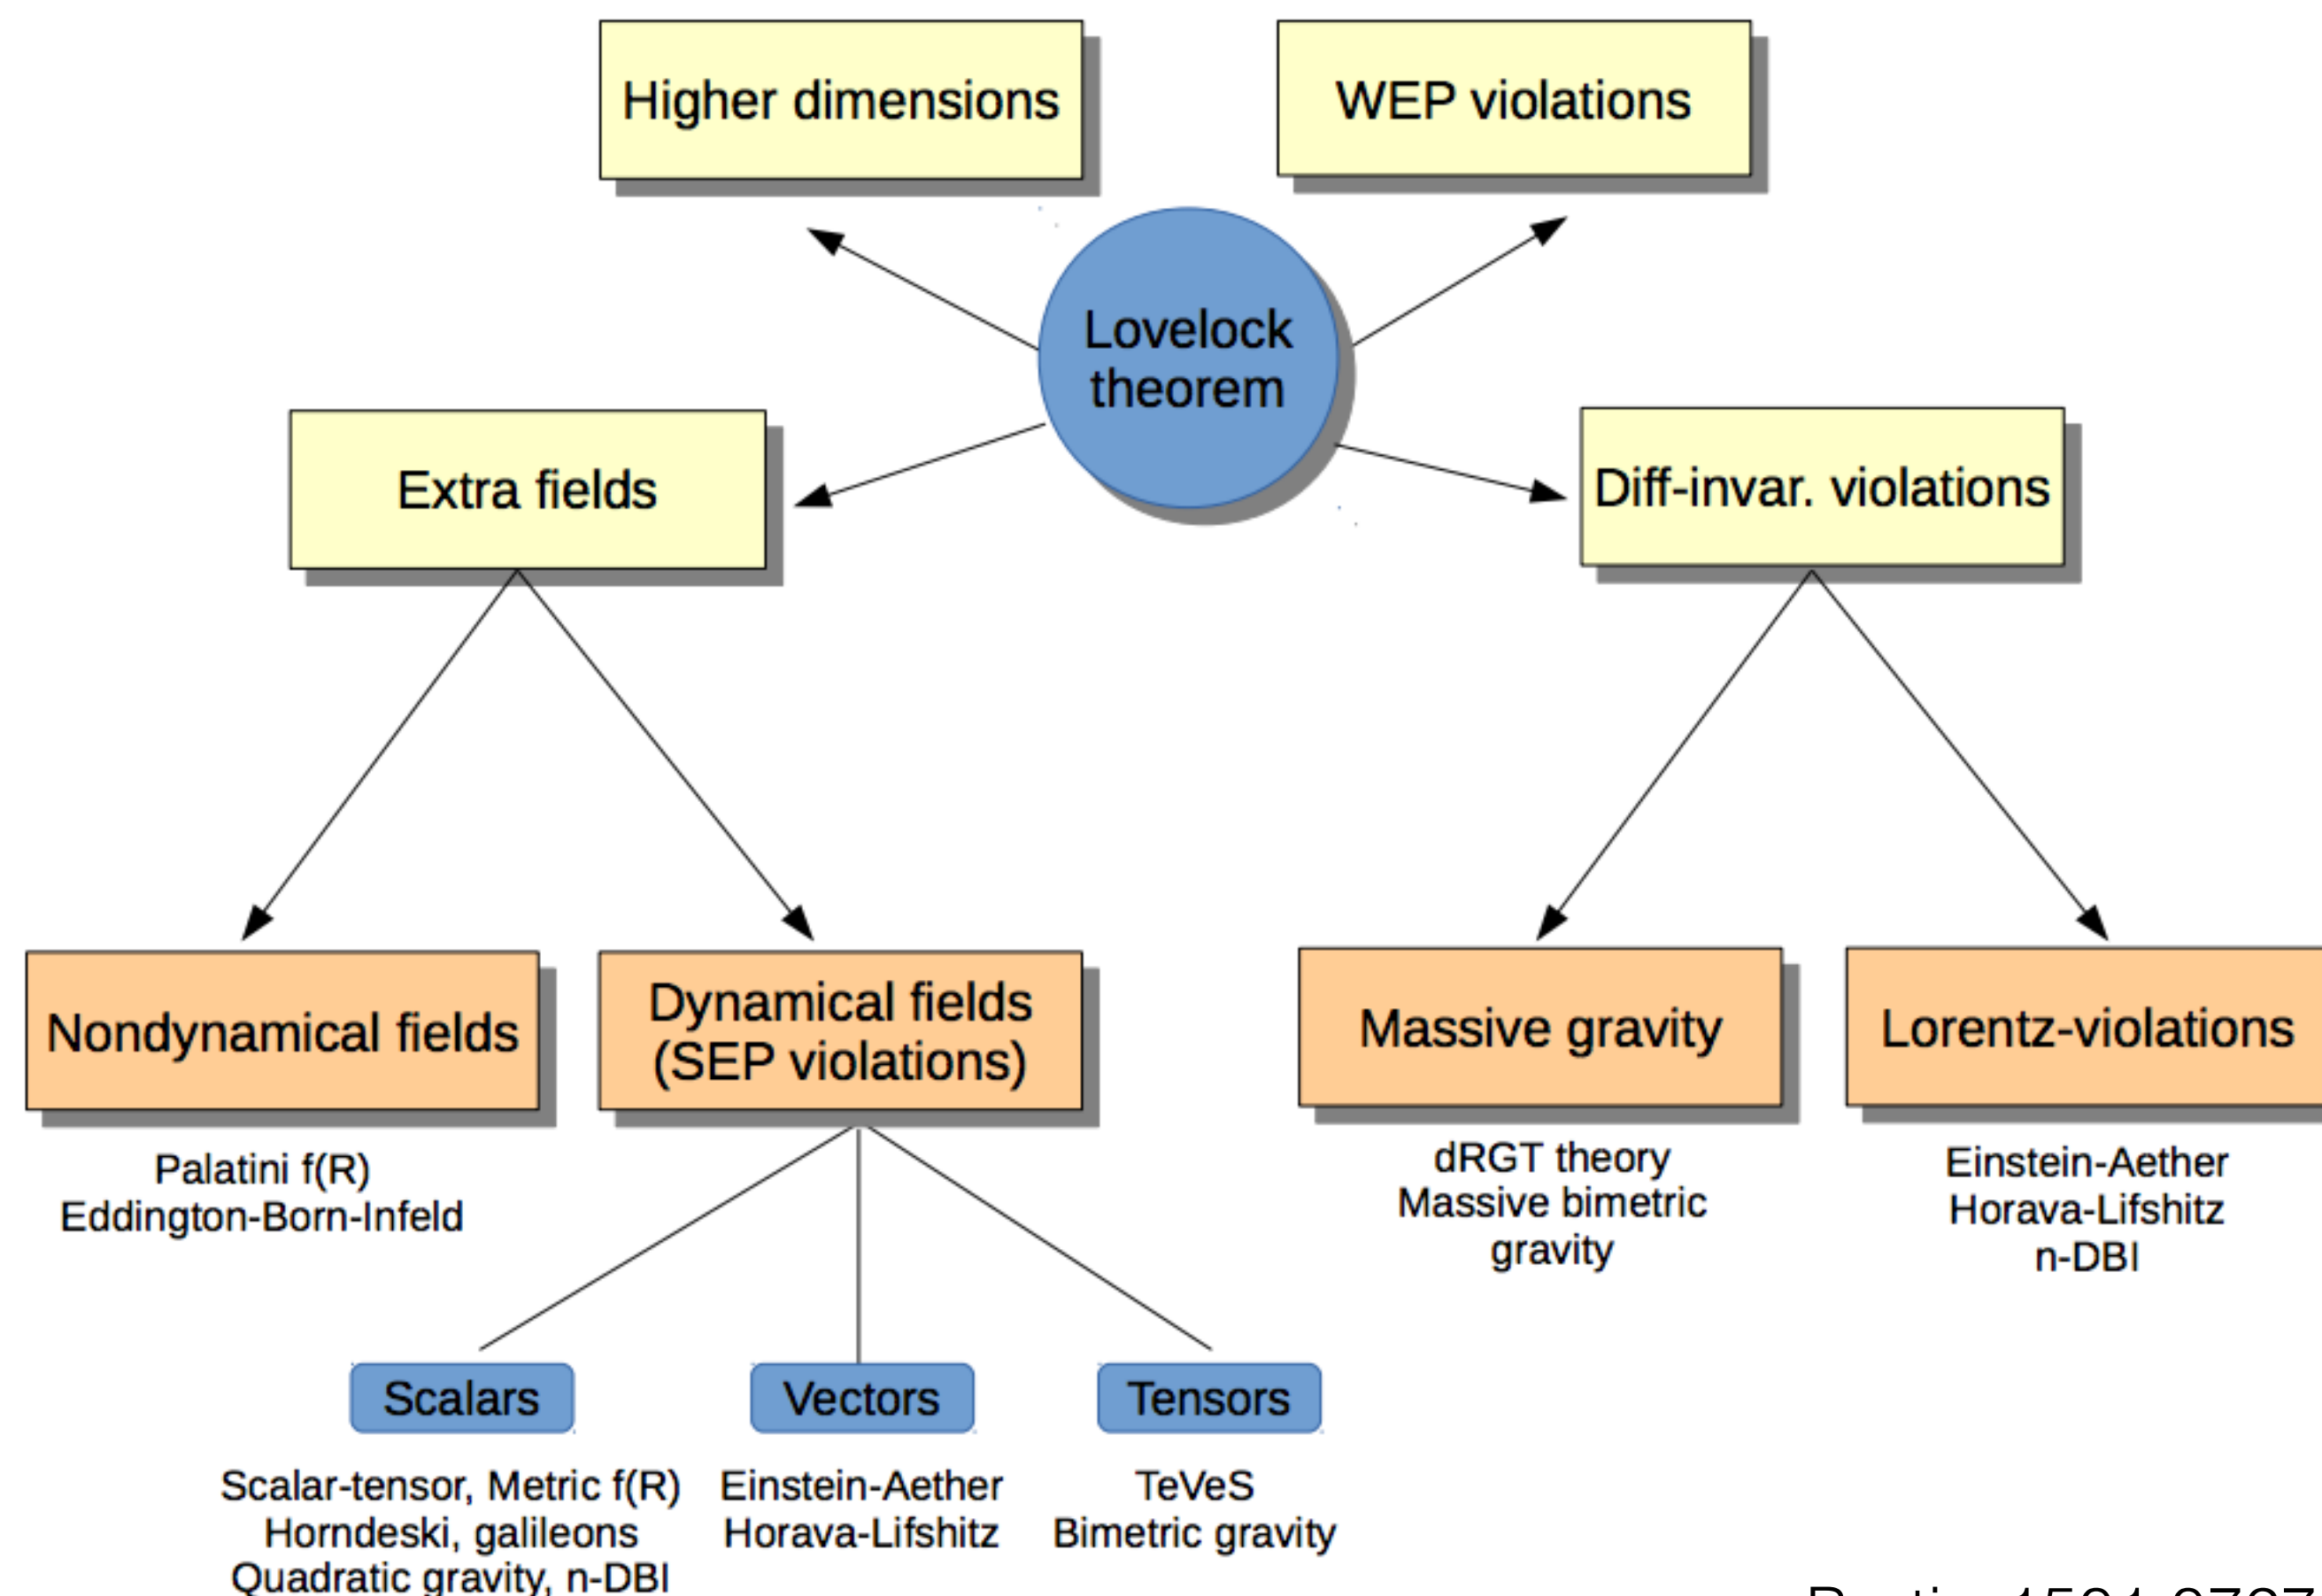 Higher dimensions
WEP violations
Lovelock
theorem
Extra fields
Diff-invar. violations
Nondynamical fields
Dynamical fields
(SEP violations)
Massive gravity
Lorentz-violations
Palatini f(R)
Eddington-Born-Infeld
dRGT theory
Massive bimetric
gravity
Einstein-Aether
Horava-Lifshitz
n-DBI
Scalars
Vectors
Tensors
Scalar-tensor, Metric f(R)
Horndeski, galileons
Quadratic gravity, n-DBI
Einstein-Aether
Horava-Lifshitz
TeVeS
Bimetric gravity